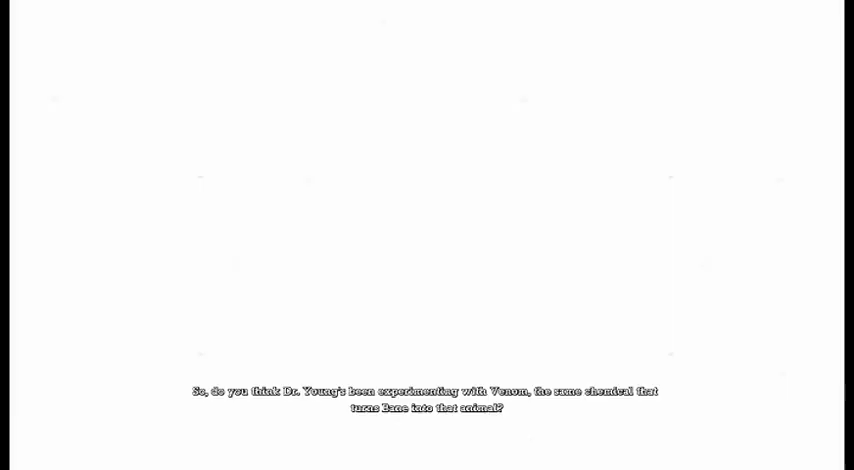 So, do you think Dr. Young's been experimenting with Venom, the same chemical that
turns Bane into that animal?